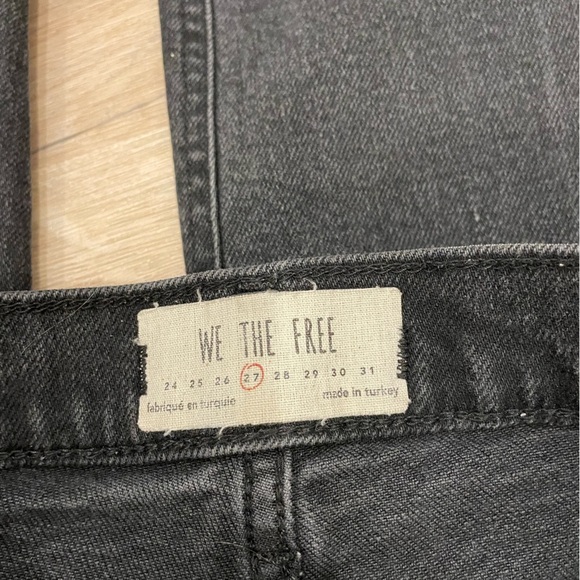 WE THE FREE
24 25 26 27 28 29 30 31
fabriqué en turquie
made in turkey